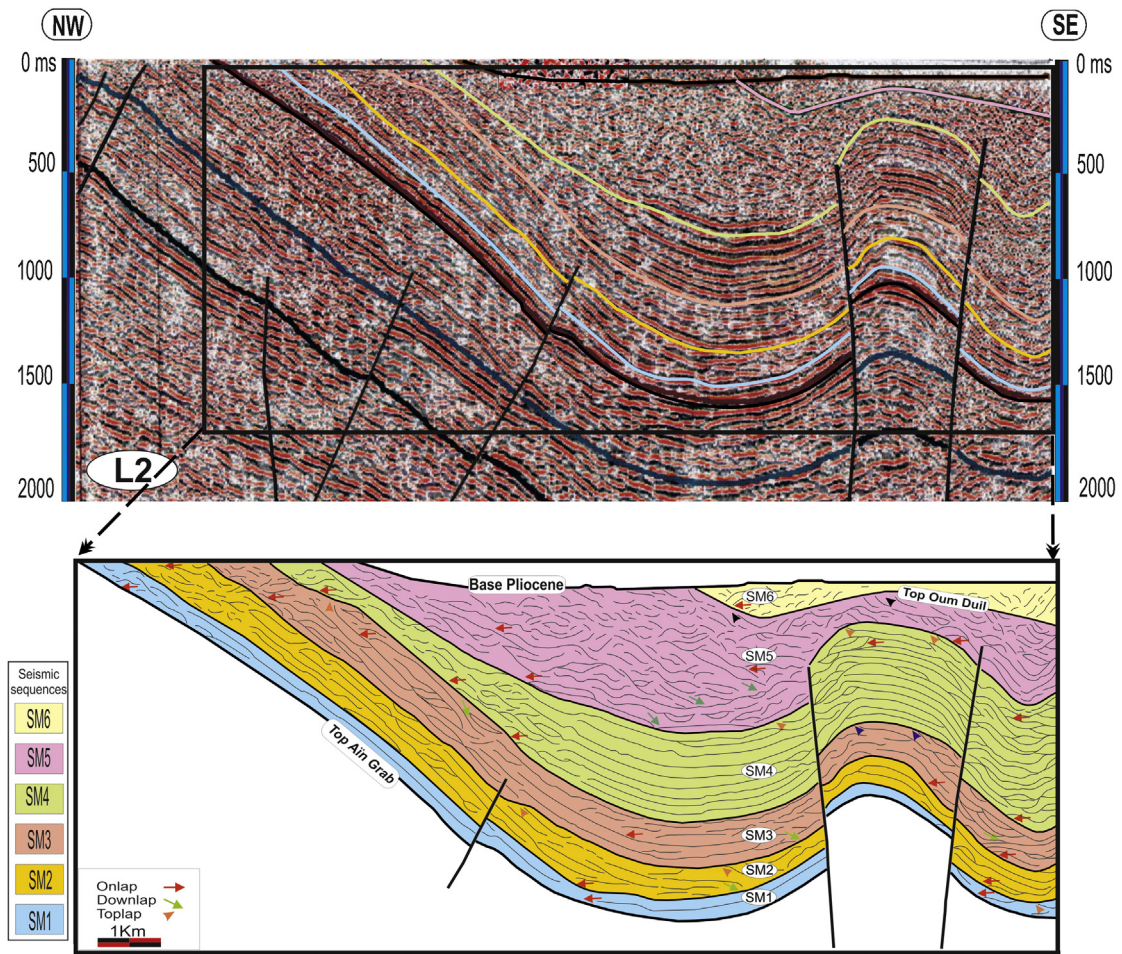 NW
SE
0 ms
0 ms
500
500
1000
1000
1500
1500
2000
2000
L2
Base Pliocene
SM6
Top Oum Duil
SM5
Seismic
sequences
SM6
SM5
SM4
SM3
SM2
SM1
Top Aïn Grab
SM4
SM3
SM2
SM1
Onlap
Downlap
Toplap
1Km